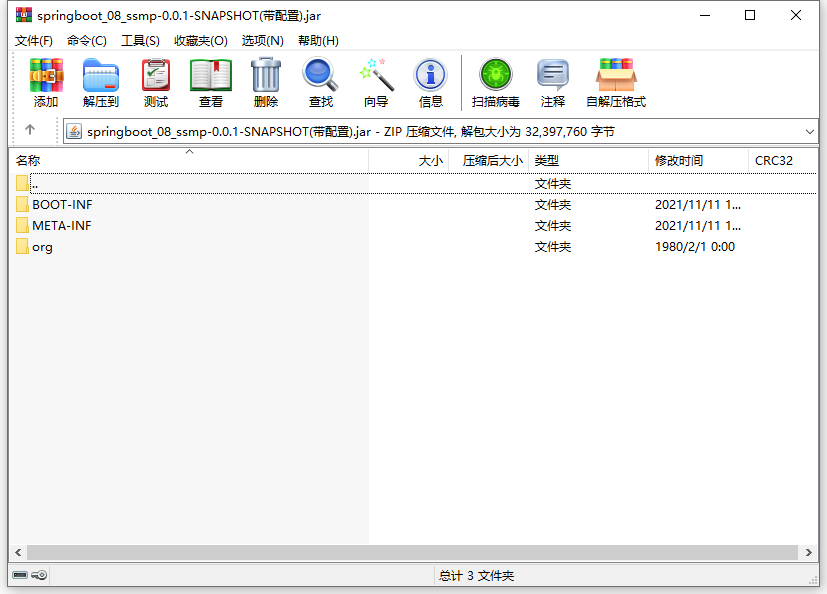 springboot_08_ssmp-0.0.1-SNAPSHOT(带配置).jar
文件(F) 命令(C) 工具(S) 收藏夹(O) 选项(N) 帮助(H)
添加 解压到 测试 查看 删除 查找 向导 信息 扫描病毒 注释 自解压格式
springboot_08_ssmp-0.0.1-SNAPSHOT(带配置).jar - ZIP 压缩文件, 解包大小为 32,397,760 字节
名称 大小 压缩后大小 类型 修改时间 CRC32
.. 文件夹
BOOT-INF 文件夹 2021/11/11 1...
META-INF 文件夹 2021/11/11 1...
org 文件夹 1980/2/1 0:00
总计 3 文件夹